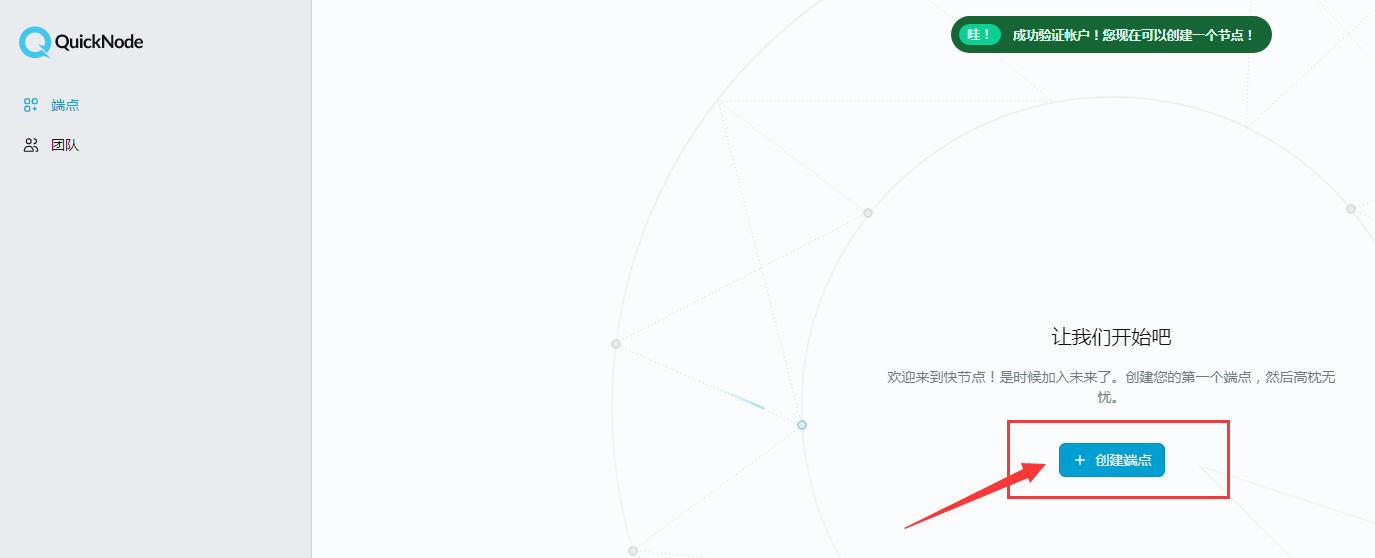 QuickNode
端点
团队
哇！ 成功验证帐户！您现在可以创建一个节点！
让我们开始吧
欢迎来到快节点！是时候加入未来了。创建您的第一个端点，然后高枕无
忧。
+ 创建端点